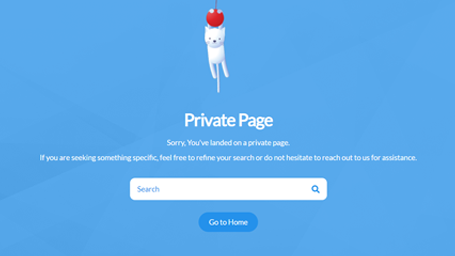 Private Page
Sorry, You've landed on a private page.
If you are seeking something specific, feel free to refine your search or do not hesitate to reach out to us for assistance.
Search
Go to Home